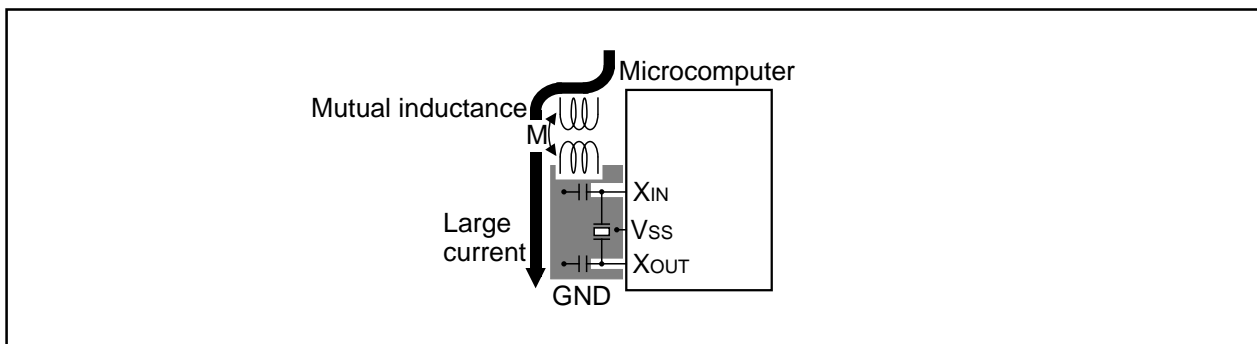 Microcomputer
Mutual inductance
M
XIN
Large
current
VSS
XOUT
GND